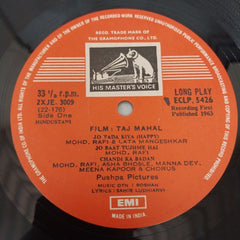 REGD. TRADE MARK OF
THE GRAMOPHONE CO. LTD.
HIS MASTER'S VOICE
33⅓ r.p.m.
2XJE. 3009
(22-176)
Side One
HINDUSTANI
LONG PLAY
ECLP. 5426
Recording First
Published 1963
FILM : TAJ MAHAL
JO VADA KIYA (HAPPY)
MOHD. RAFI & LATA MANGESHKAR
JO BAAT TUJHME HAI
MOHD. RAFI
CHANDI KA BADAN
MOHD. RAFI, ASHA BHOSLE, MANNA DEY,
MEENA KAPOOR & CHORUS
Pushpa Pictures
MUSIC DTN. : ROSHAN
LYRICS : SAHIR LUDHIANVI
EMI
MADE IN INDIA.